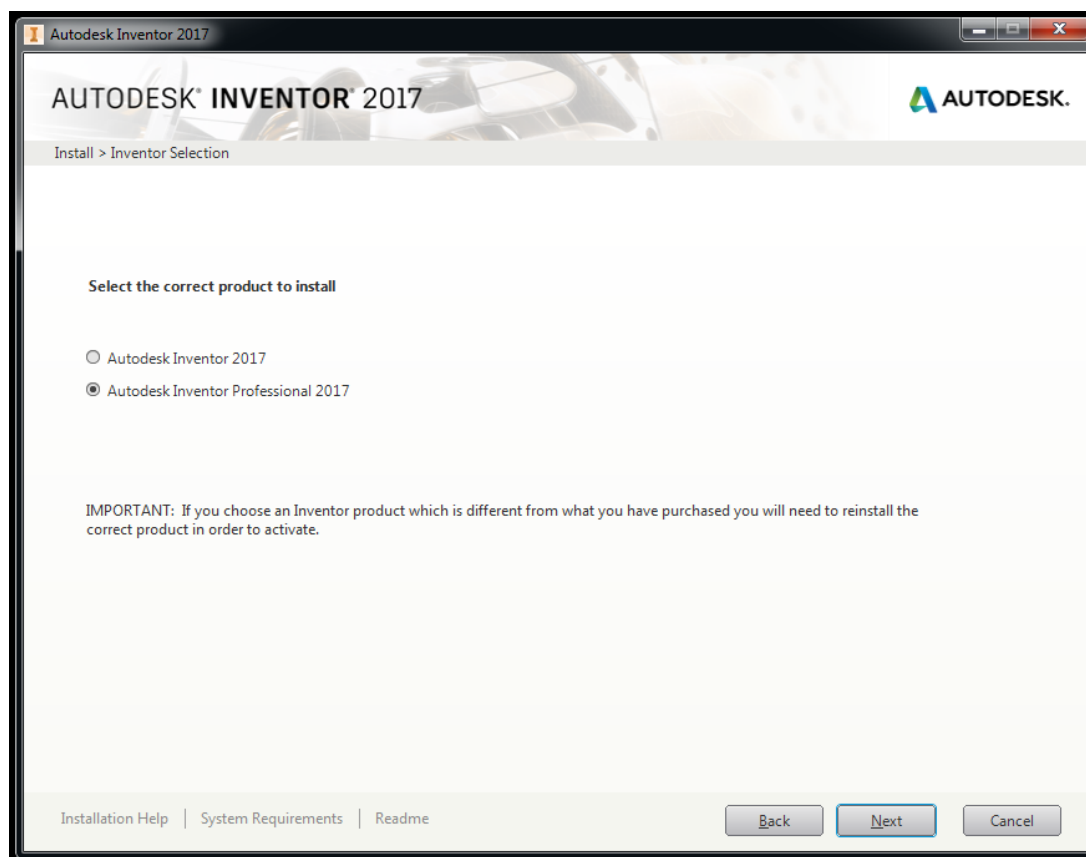 Autodesk Inventor 2017
AUTODESK® INVENTOR® 2017
AUTODESK.
Install > Inventor Selection
Select the correct product to install
Autodesk Inventor 2017
Autodesk Inventor Professional 2017
IMPORTANT: If you choose an Inventor product which is different from what you have purchased you will need to reinstall the
correct product in order to activate.
Installation Help | System Requirements | Readme
Back Next Cancel